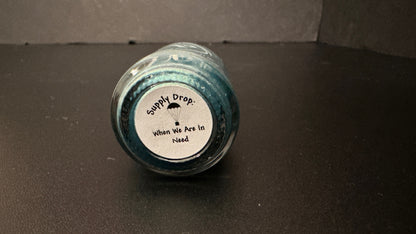 Supply Drop:
When We Are in
Need